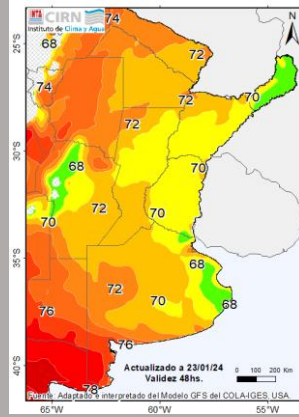 INTA CIRN
Instituto de Clima y Agua
74
68
72
N
25°S
74
72
70
72
30°S
68
70
72
70
70
35°S
68
72
70
68
76
76
Actualizado a 23/01/24
Validez 48hs.
0 100 200 Km
40°S
78
Fuente: Adaptado e interpretado del Modelo GFS del COLA-IGES, USA.
65°W 60°W 55°W